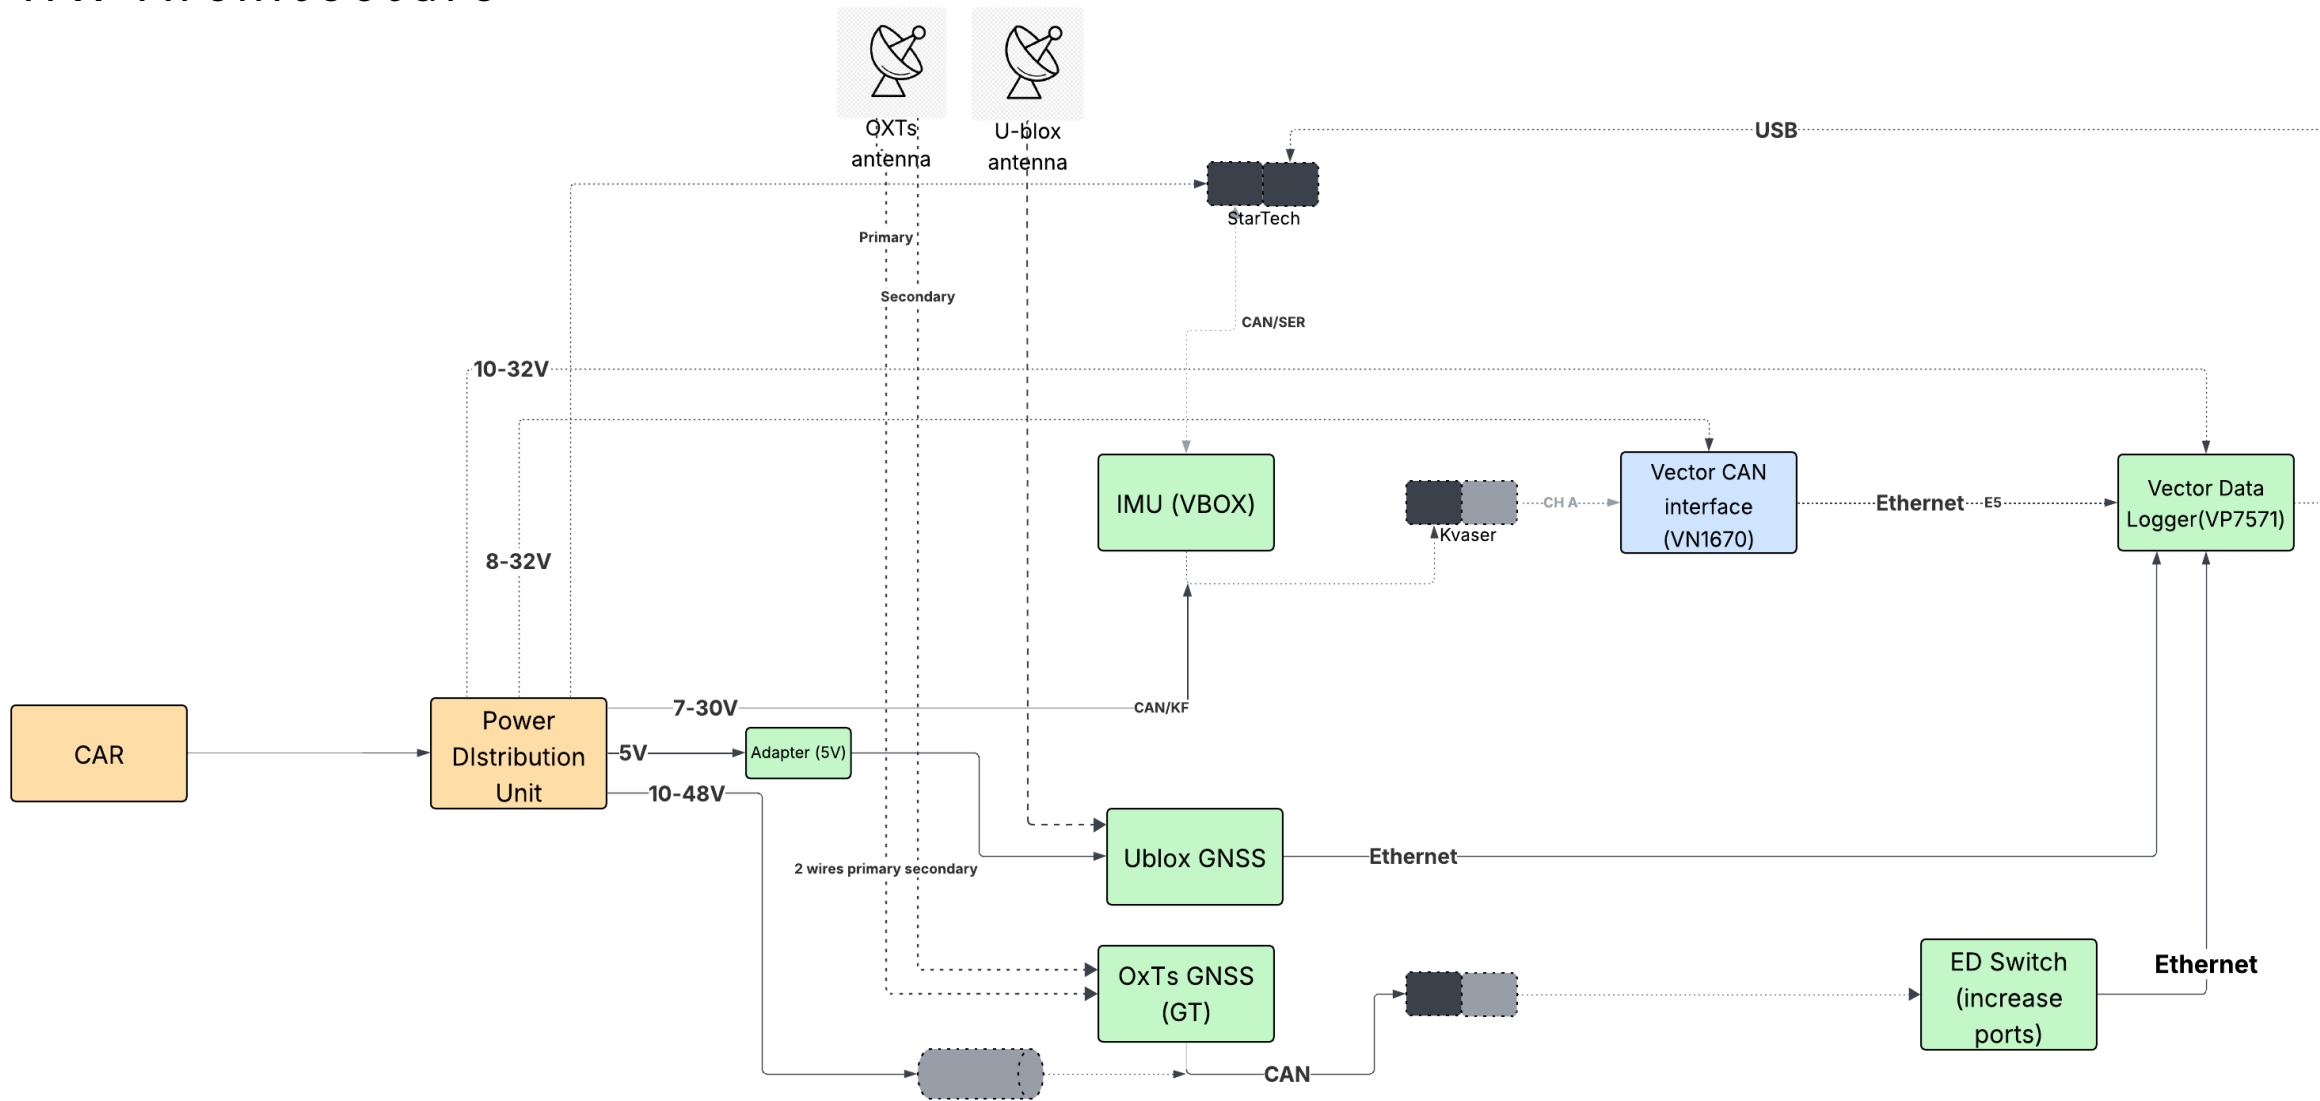 OXTs
antenna
U-blox
antenna
USB
StarTech
Primary
Secondary
CAN/SER
10-32V
Vector CAN
interface
(VN1670)
IMU (VBOX)
Kvaser
CH A
Ethernet
E5
Vector Data
Logger(VP7571)
8-32V
CAR
Power
DIstribution
Unit
7-30V
CAN/KF
5V
Adapter (5V)
10-48V
Ublox GNSS
Ethernet
2 wires primary secondary
OxTs GNSS
(GT)
ED Switch
(increase
ports)
Ethernet
CAN